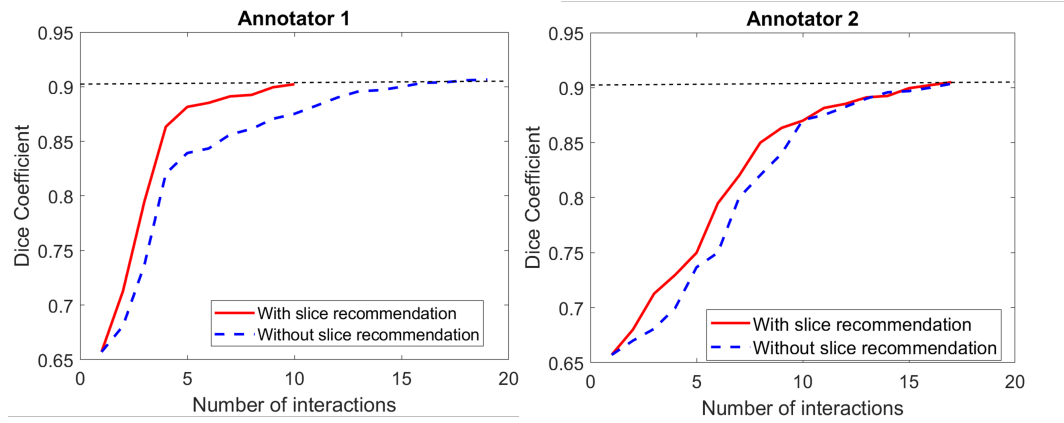 Annotator 1
0.95
0.9
0.85
0.8
0.75
0.7
0.65
0 5 10 15 20
Dice Coefficient
Number of interactions
With slice recommendation
Without slice recommendation
Annotator 2
0.95
0.9
0.85
0.8
0.75
0.7
0.65
0 5 10 15 20
Dice Coefficient
Number of interactions
With slice recommendation
Without slice recommendation